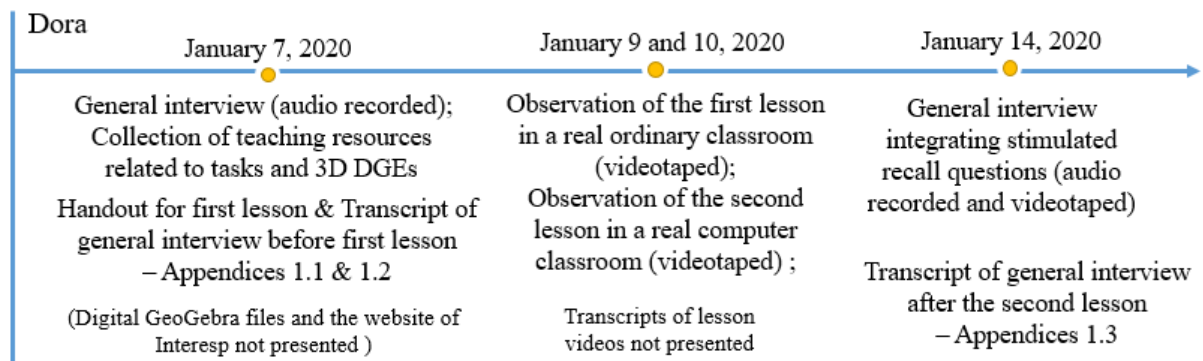 Dora
January 7, 2020
General interview (audio recorded);
Collection of teaching resources
related to tasks and 3D DGEs
Handout for first lesson & Transcript of
general interview before first lesson
– Appendices 1.1 & 1.2
(Digital GeoGebra files and the website of
Interesp not presented )
January 9 and 10, 2020
Observation of the first lesson
in a real ordinary classroom
(videotaped);
Observation of the second
lesson in a real computer
classroom (videotaped) ;
Transcripts of lesson
videos not presented
January 14, 2020
General interview
integrating stimulated
recall questions (audio
recorded and videotaped)
Transcript of general interview
after the second lesson
– Appendices 1.3